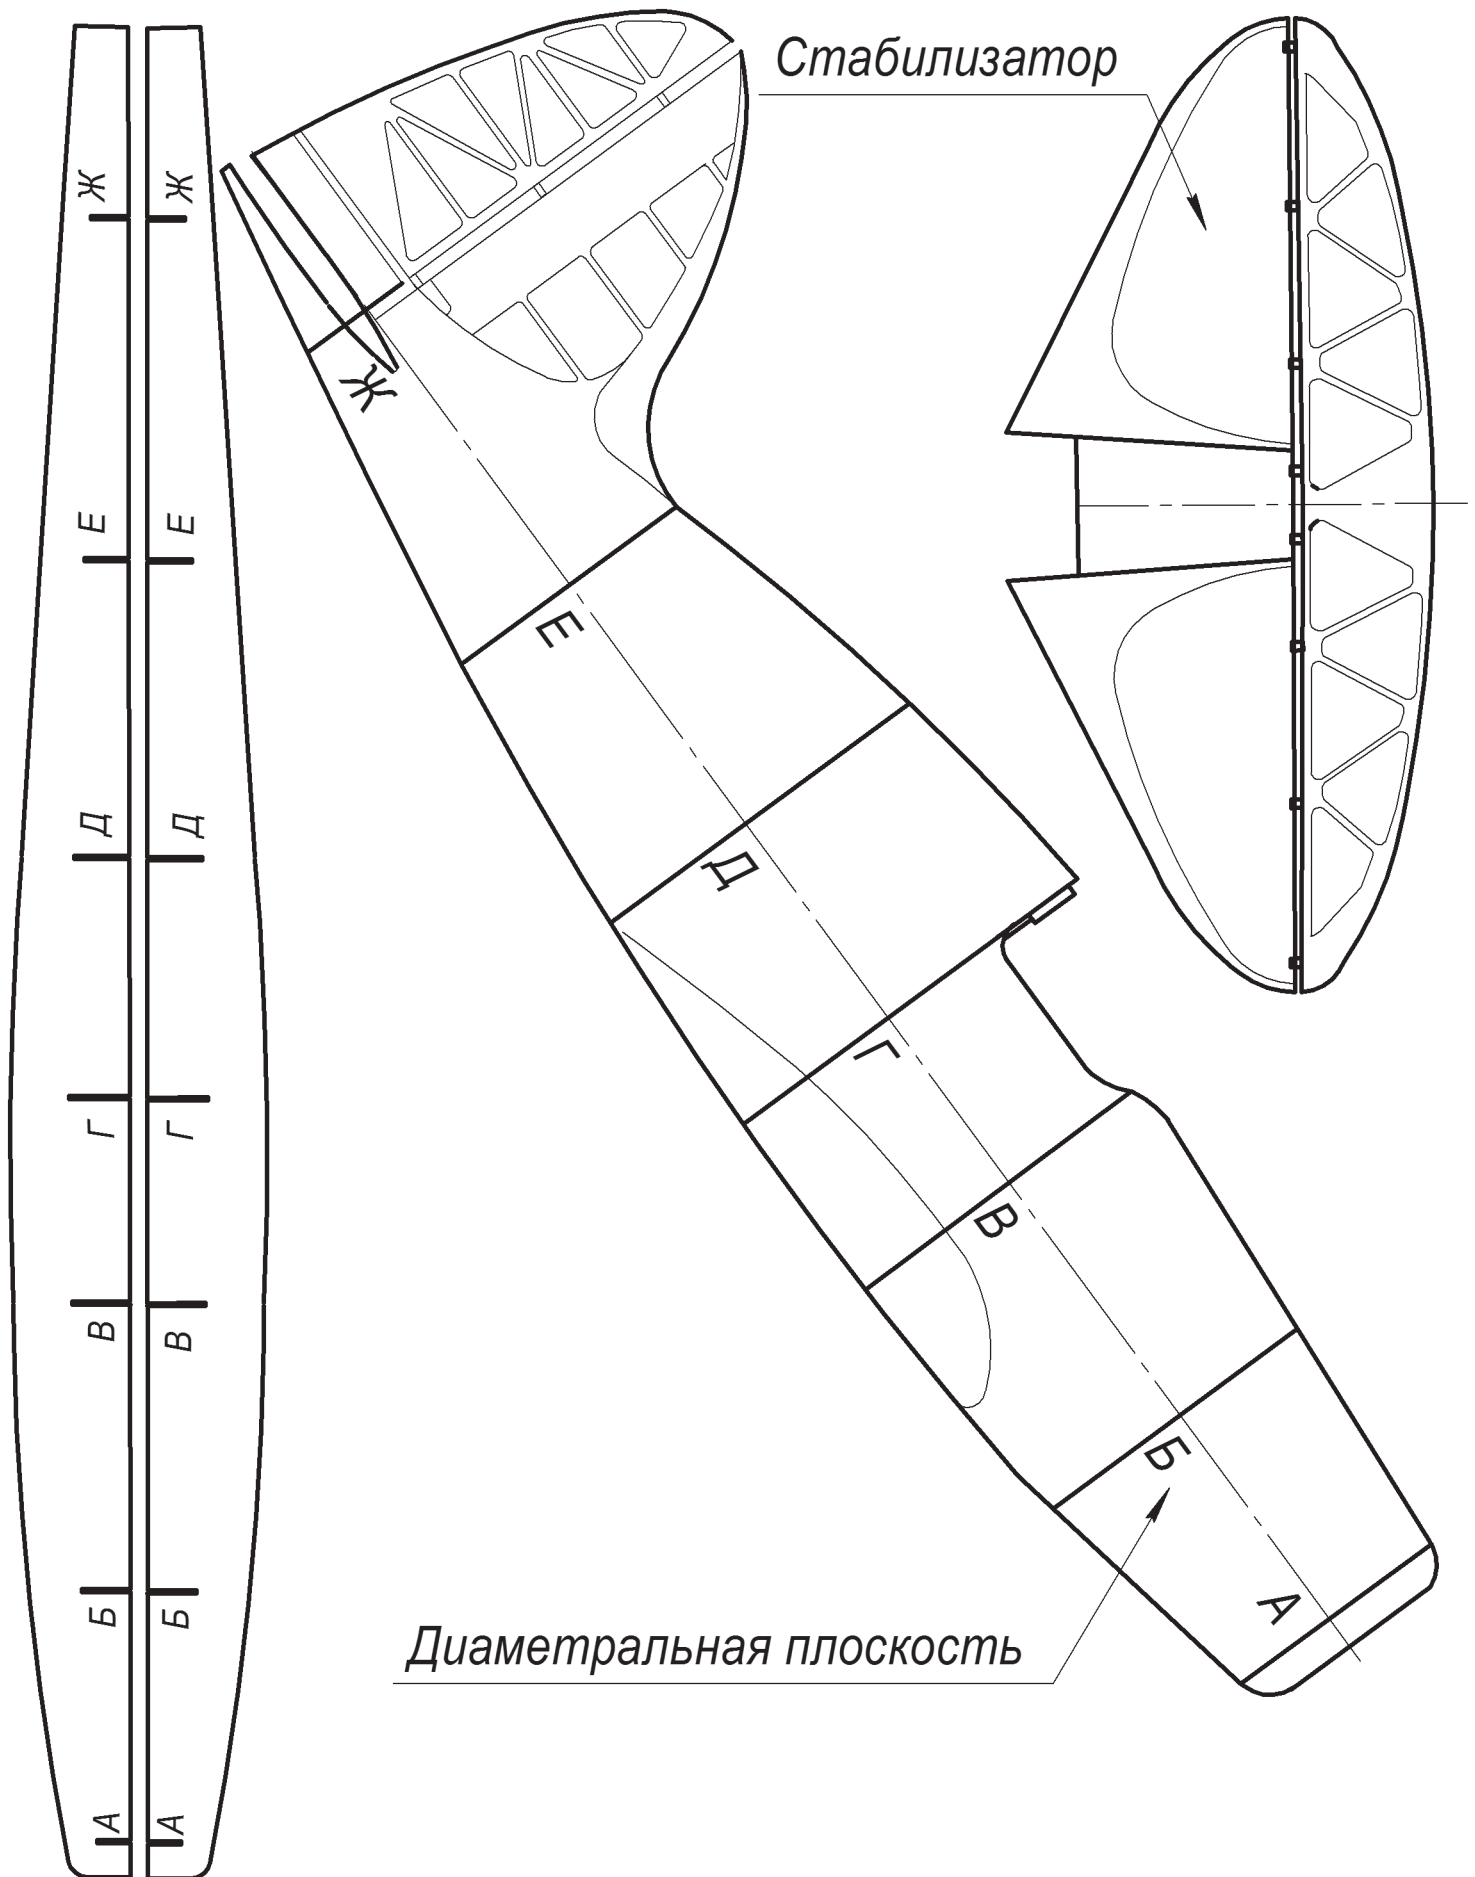 Стабилизатор
Ж Ж
Ж
Е Е
Е
Д Д
Д
Г Г
Г
В В
В
Б Б
Б
Диаметральная плоскость
А
А А